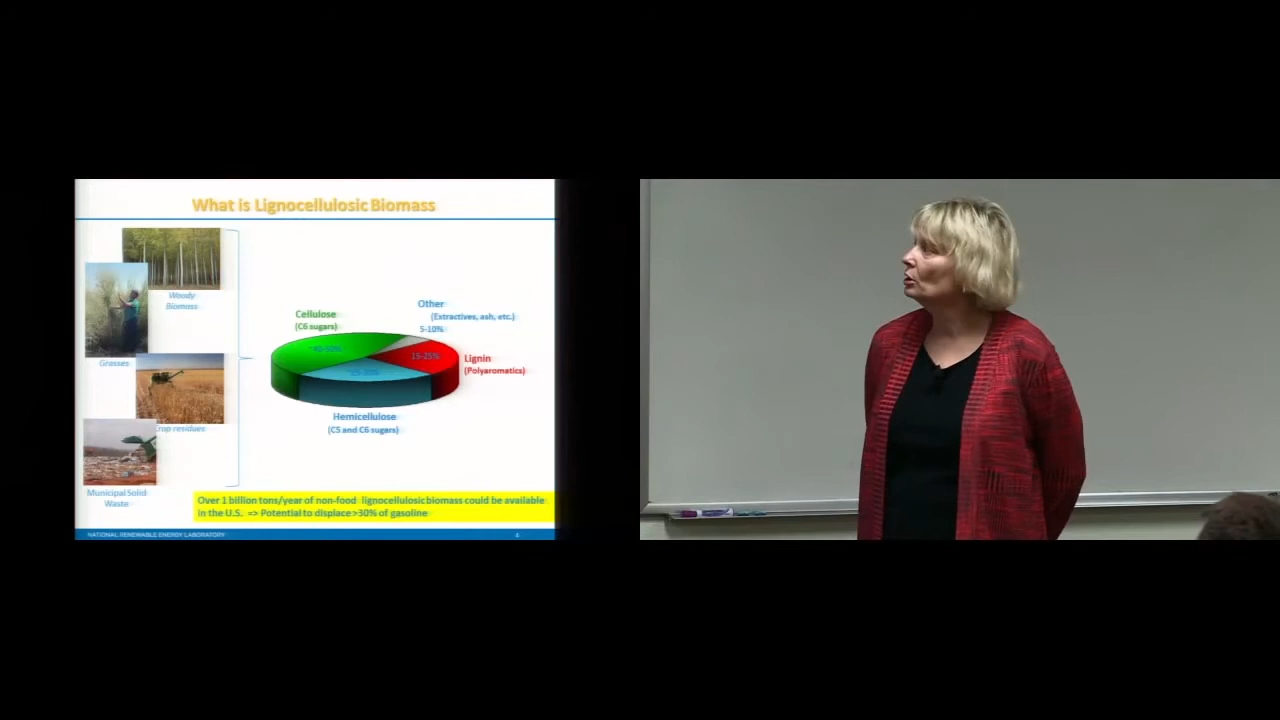 What is Lignocellulosic Biomass
Woody
Biomass
Grasses
Crop residues
Municipal Solid
Waste
Cellulose
(C6 sugars)
Other
(Extractives, ash, etc.)
5-10%
15-25%
Lignin
(Polyaromatics)
Hemicellulose
(C5 and C6 sugars)
Over 1 billion tons/year of non-food lignocellulosic biomass could be available
in the U.S. => Potential to displace >30% of gasoline
NATIONAL RENEWABLE ENERGY LABORATORY